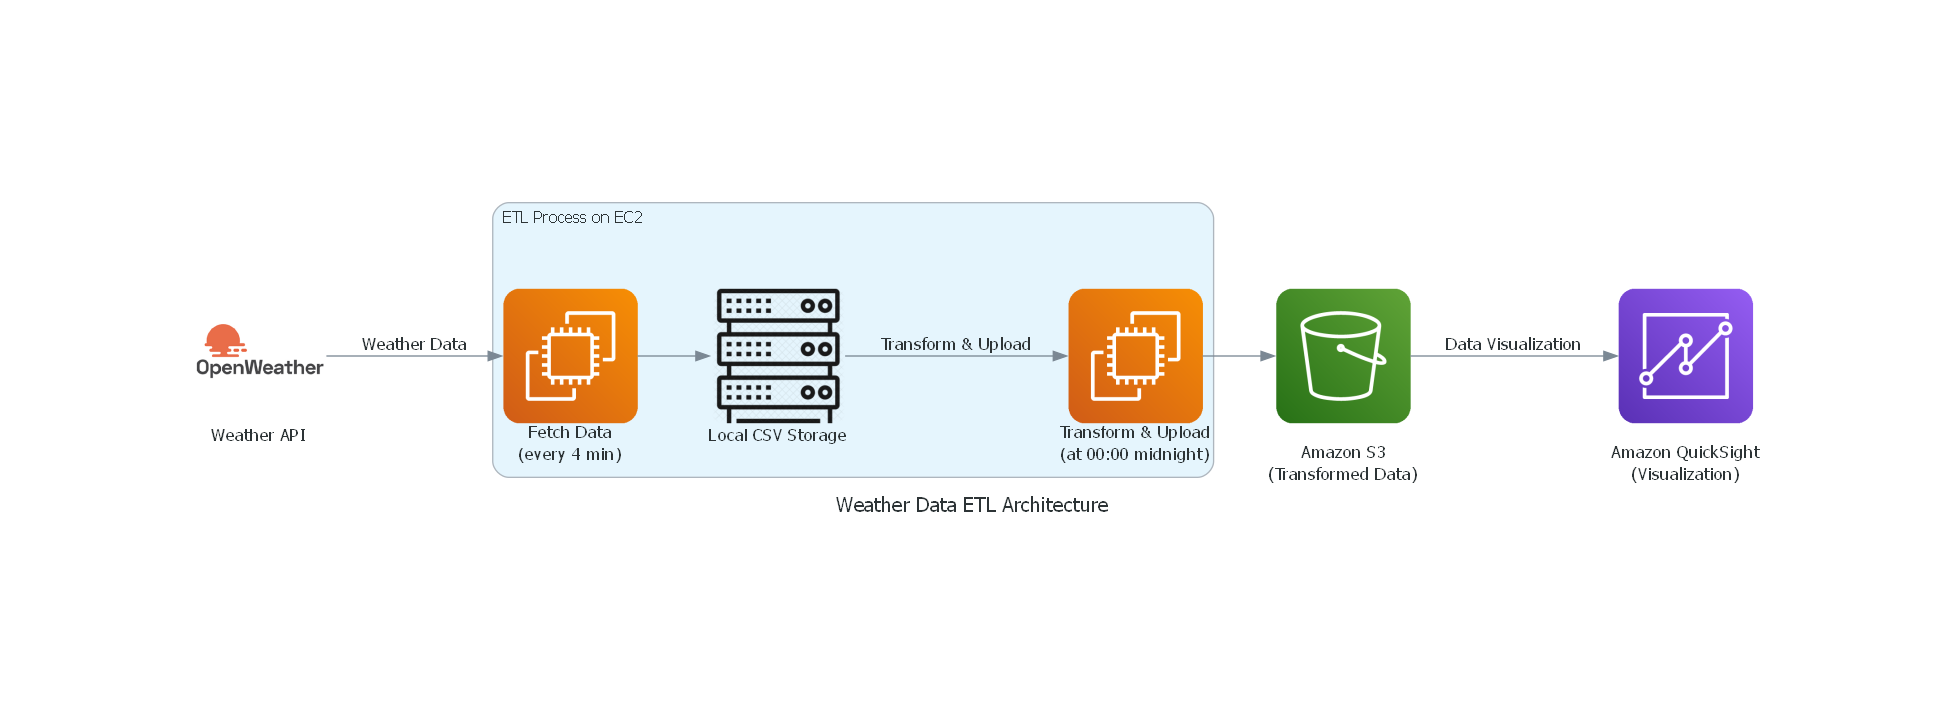 ETL Process on EC2
OpenWeather
Weather API
Weather Data
Fetch Data
(every 4 min)
Local CSV Storage
Transform & Upload
Transform & Upload
(at 00:00 midnight)
Amazon S3
(Transformed Data)
Data Visualization
Amazon QuickSight
(Visualization)
Weather Data ETL Architecture